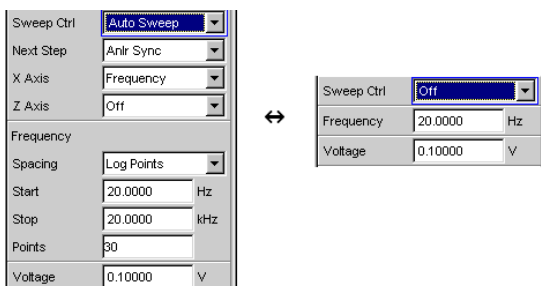 Sweep Ctrl Auto Sweep
Next Step Anlr Sync
X Axis Frequency
Z Axis Off
Frequency
Spacing Log Points
Start 20.0000 Hz
Stop 20.0000 kHz
Points 30
Voltage 0.10000 V
↔
Sweep Ctrl Off
Frequency 20.0000 Hz
Voltage 0.10000 V